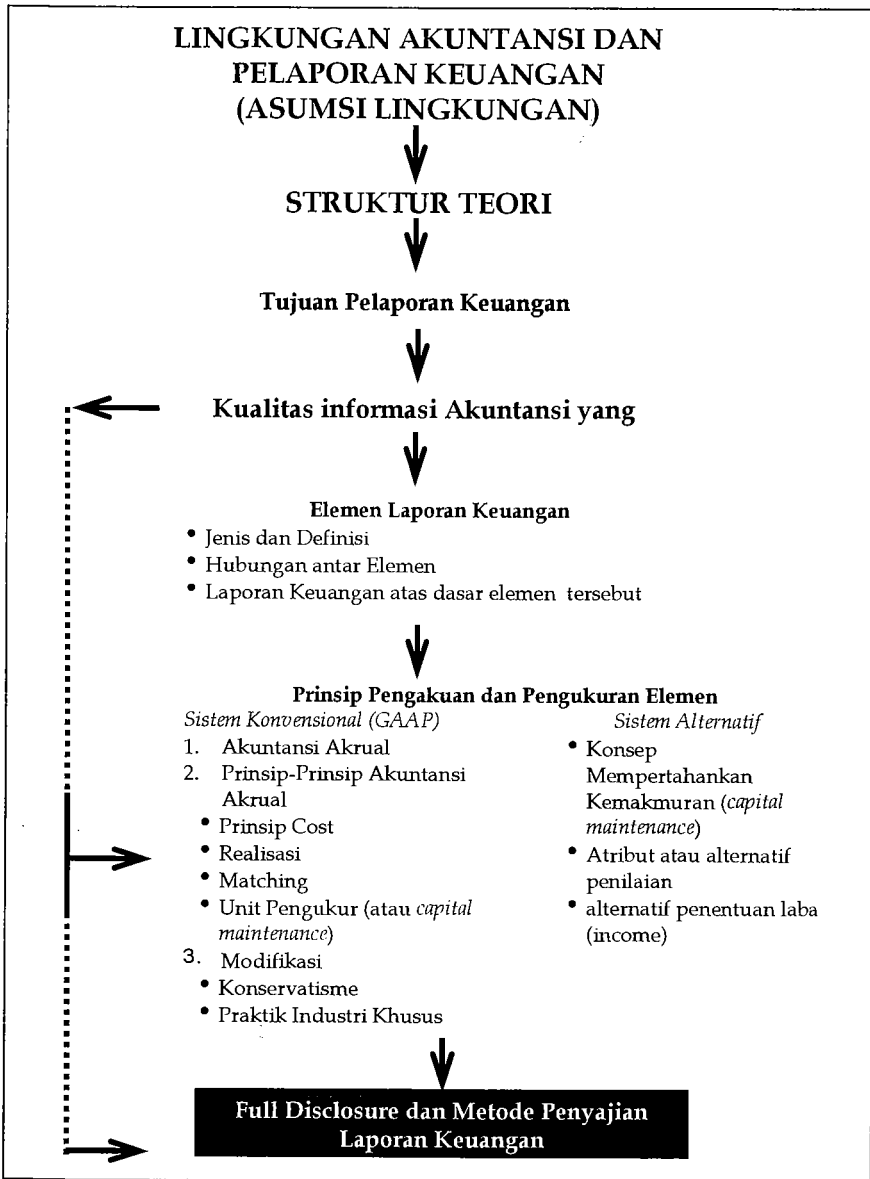 LINGKUNGAN AKUNTANSI DAN
PELAPORAN KEUANGAN
(ASUMSI LINGKUNGAN)
STRUKTUR TEORI
Tujuan Pelaporan Keuangan
Kualitas informasi Akuntansi yang
Elemen Laporan Keuangan
• Jenis dan Definisi
• Hubungan antar Elemen
• Laporan Keuangan atas dasar elemen tersebut
Prinsip Pengakuan dan Pengukuran Elemen
Sistem Konvensional (GAAP)
1. Akuntansi Akrual
2. Prinsip-Prinsip Akuntansi
Akrual
• Prinsip Cost
• Realisasi
• Matching
• Unit Pengukur (atau capital
maintenance)
3. Modifikasi
• Konservatisme
• Praktik Industri Khusus
Sistem Alternatif
• Konsep
Mempertahankan
Kemakmuran (capital
maintenance)
• Atribut atau alternatif
penilaian
• alternatif penentuan laba
(income)
Full Disclosure dan Metode Penyajian
Laporan Keuangan